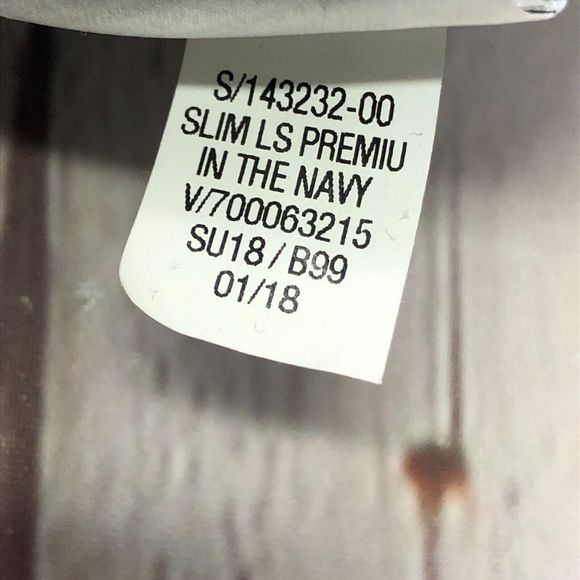 S/143232-00
SLIM LS PREMIU
IN THE NAVY
V/700063215
SU18 / B99
01/18